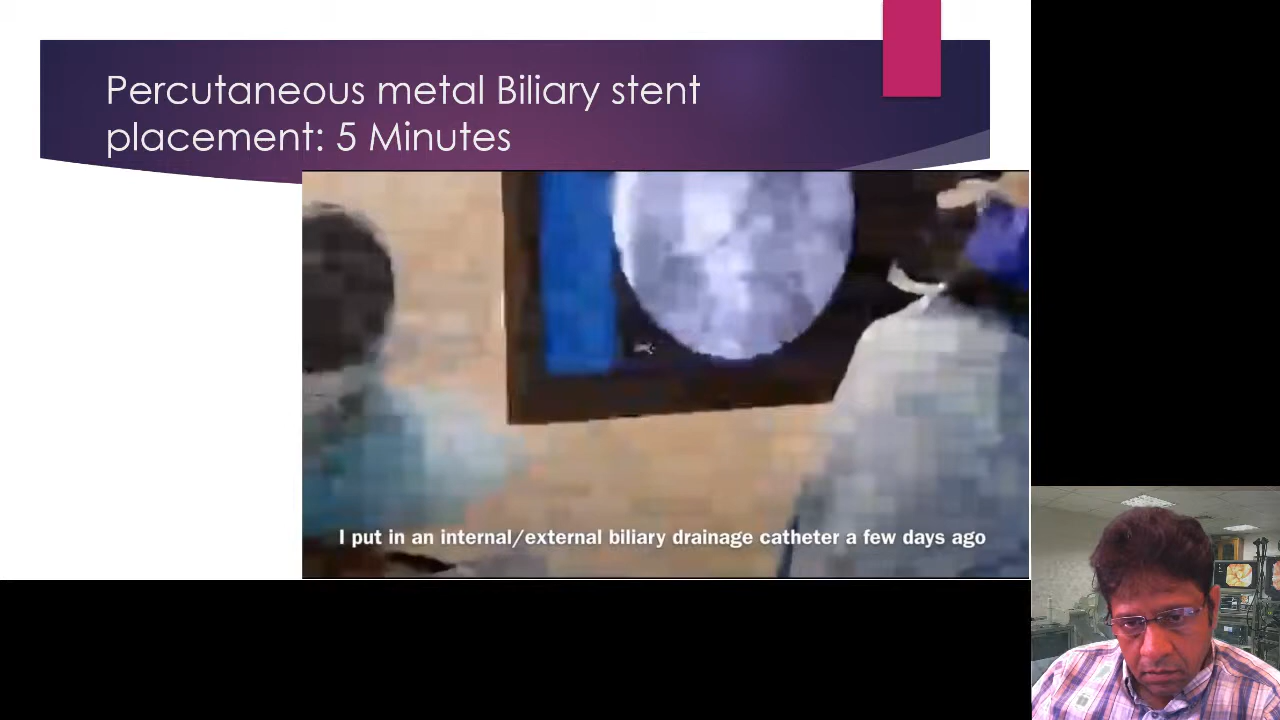 Percutaneous metal Biliary stent
placement: 5 Minutes
I put in an internal/external biliary drainage catheter a few days ago